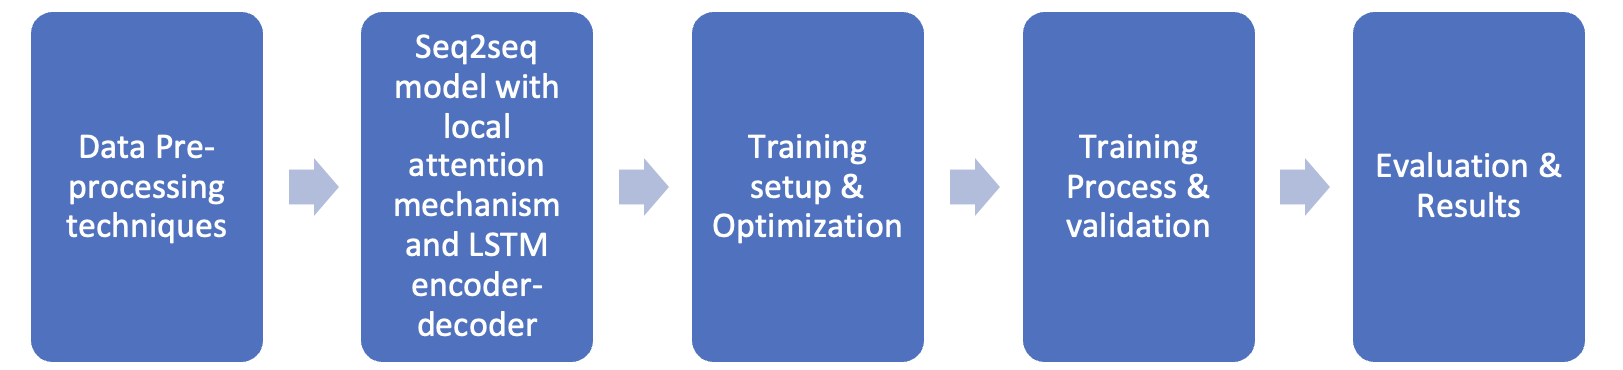 Data Pre-
processing
techniques
Seq2seq
model with
local
attention
mechanism
and LSTM
encoder-
decoder
Training
setup &
Optimization
Training
Process &
validation
Evaluation &
Results